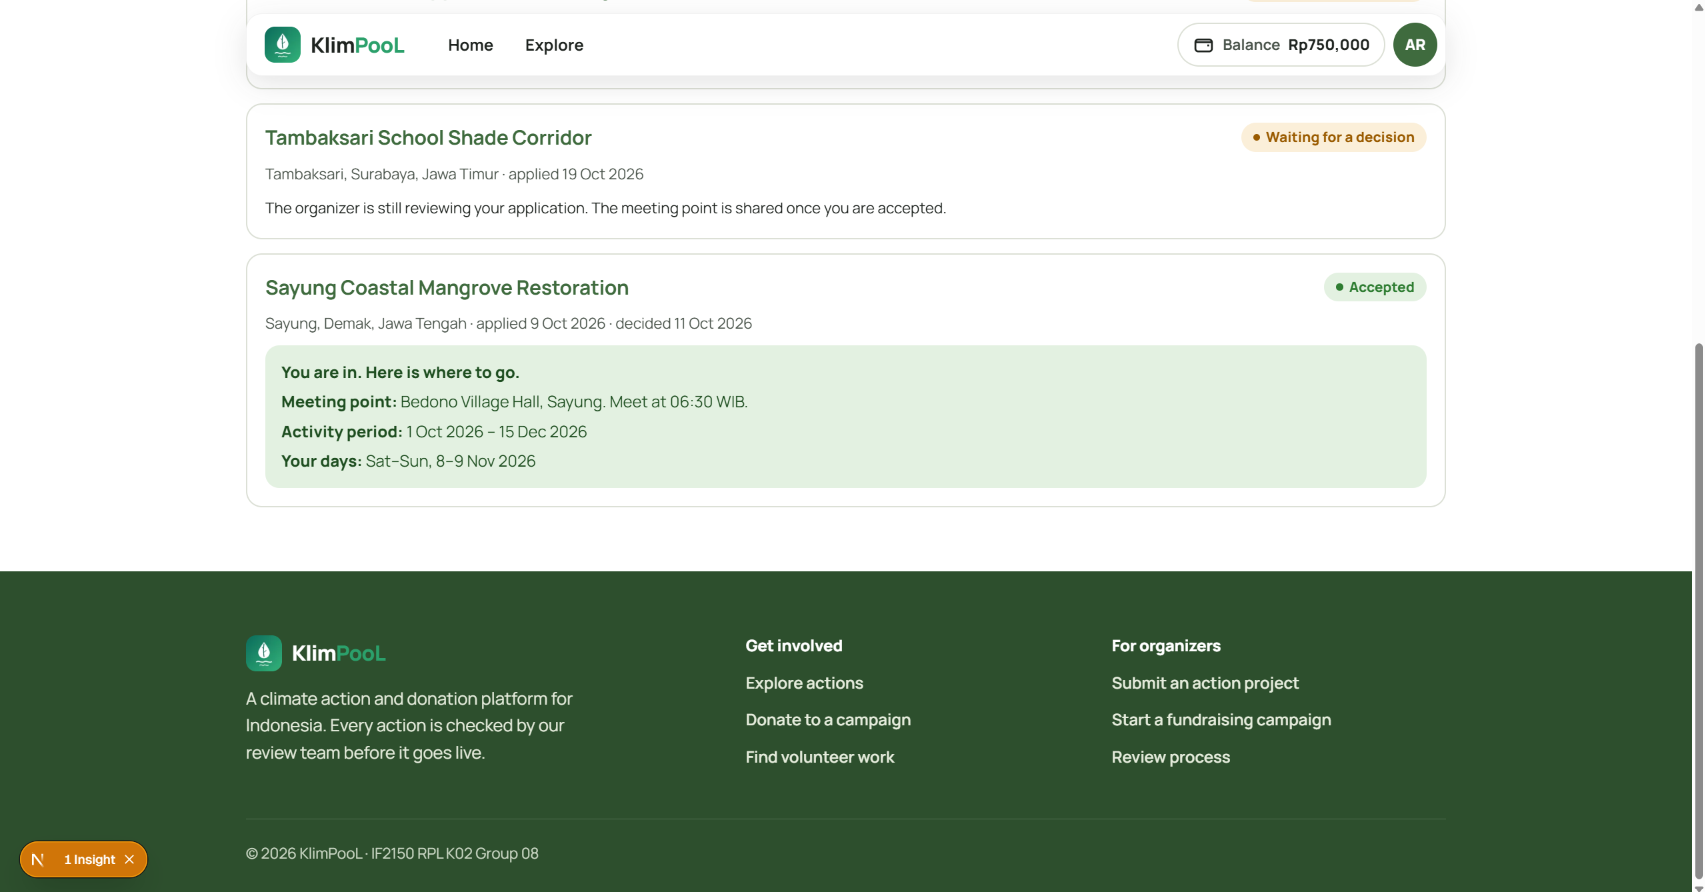 KlimPooL
Home
Explore
Balance Rp750,000
AR
Tambaksari School Shade Corridor
Waiting for a decision
Tambaksari, Surabaya, Jawa Timur · applied 19 Oct 2026
The organizer is still reviewing your application. The meeting point is shared once you are accepted.
Sayung Coastal Mangrove Restoration
Accepted
Sayung, Demak, Jawa Tengah · applied 9 Oct 2026 · decided 11 Oct 2026
You are in. Here is where to go.
Meeting point: Bedono Village Hall, Sayung. Meet at 06:30 WIB.
Activity period: 1 Oct 2026 – 15 Dec 2026
Your days: Sat–Sun, 8–9 Nov 2026
KlimPooL
A climate action and donation platform for
Indonesia. Every action is checked by our
review team before it goes live.
Get involved
Explore actions
Donate to a campaign
Find volunteer work
For organizers
Submit an action project
Start a fundraising campaign
Review process
© 2026 KlimPooL · IF2150 RPL K02 Group 08
N 1 Insight